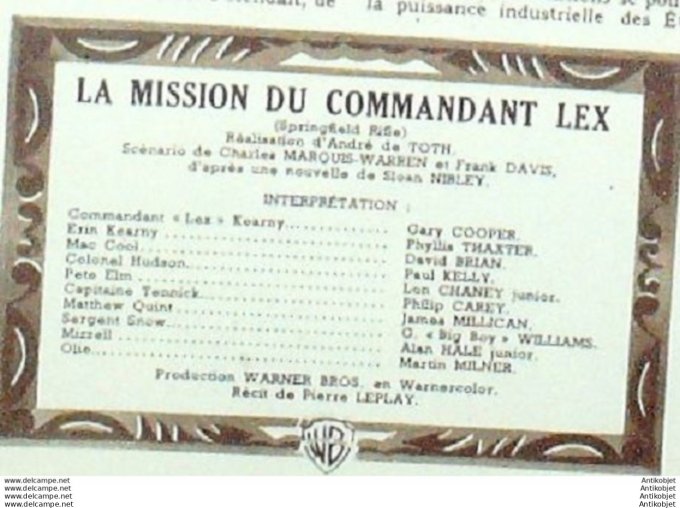 la puissance industrielle des É
LA MISSION DU COMMANDANT LEX
(Springfield Rifle)
Réalisation d'André de TOTH.
Scénario de Charles MARQUIS-WARREN et Frank DAVIS,
d'après une nouvelle de Sloan NIBLEY.
INTERPRÉTATION :
Commandant « Lex » Kearny.......... Gary COOPER.
Erin Kearny.......... Phyllis THAXTER.
Mac Cool.......... David BRIAN.
Colonel Hudson.......... Paul KELLY.
Pete Elm.......... Lon CHANEY junior.
Capitaine Tennick.......... Philip CAREY.
Matthew Quint.......... James MILLICAN.
Sergent Snow.......... G. « Big Boy » WILLIAMS.
Mizzell.......... Alan HALE junior.
Olie.......... Martin MILNER.
Production WARNER BROS. en Warnercolor.
Récit de Pierre LEPLAY.
WB
www.delcampe.net Antikobjet
www.delcampe.net Antikobjet
www.delcampe.net Antikobjet
www.delcampe.net Antikobjet